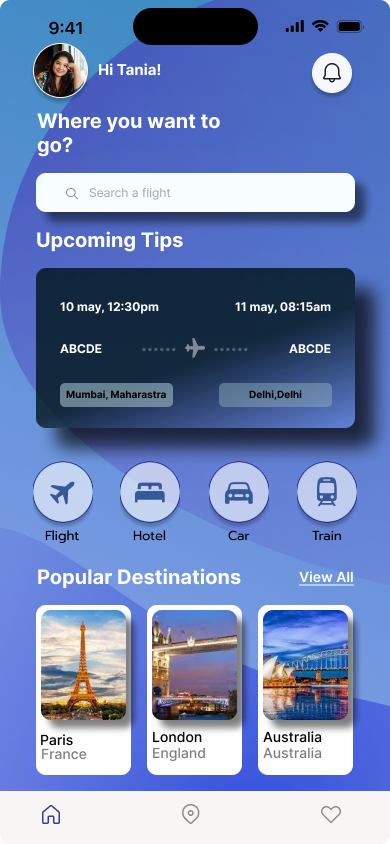 9:41
Hi Tania!
Where you want to
go?
Search a flight
Upcoming Tips
10 may, 12:30pm
11 may, 08:15am
ABCDE
ABCDE
Mumbai, Maharastra
Delhi,Delhi
Flight
Hotel
Car
Train
Popular Destinations
View All
Paris
France
London
England
Australia
Australia